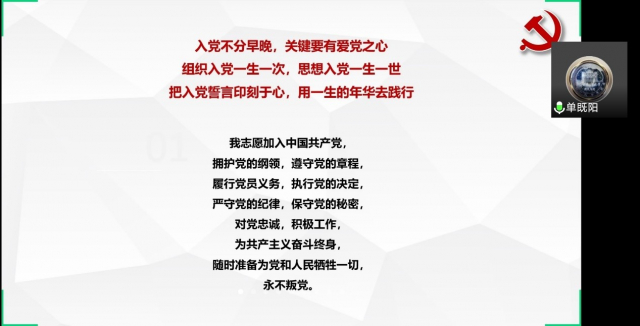 入党不分早晚，关键要有爱党之心
组织入党一生一次，思想入党一生一世
把入党誓言印刻于心，用一生的年华去践行
单既阳
01
我志愿加入中国共产党，
拥护党的纲领，遵守党的章程，
履行党员义务，执行党的决定，
严守党的纪律，保守党的秘密，
对党忠诚，积极工作，
为共产主义奋斗终身，
随时准备为党和人民牺牲一切，
永不叛党。